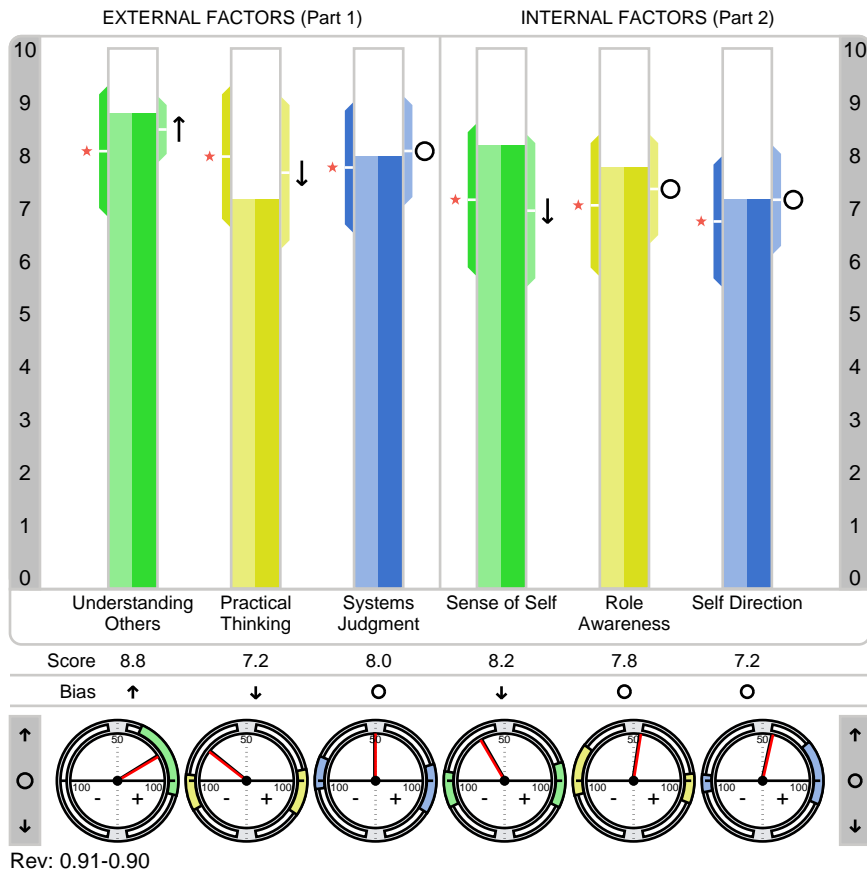 EXTERNAL FACTORS (Part 1) INTERNAL FACTORS (Part 2)
10 10
9 9
8 8
7 7
6 6
5 5
4 4
3 3
2 2
1 1
0 0
Understanding Practical Systems Sense of Self Role Self Direction
Others Thinking Judgment Awareness
Score 8.8 7.2 8.0 8.2 7.8 7.2
Bias ↑ ↓ O ↓ O O
↑ 50 50 50 50 50 50 ↑
O 100 100 100 100 100 100 100 100 100 100 100 100 O
- + - + - + - + - + - +
↓ ↓
Rev: 0.91-0.90